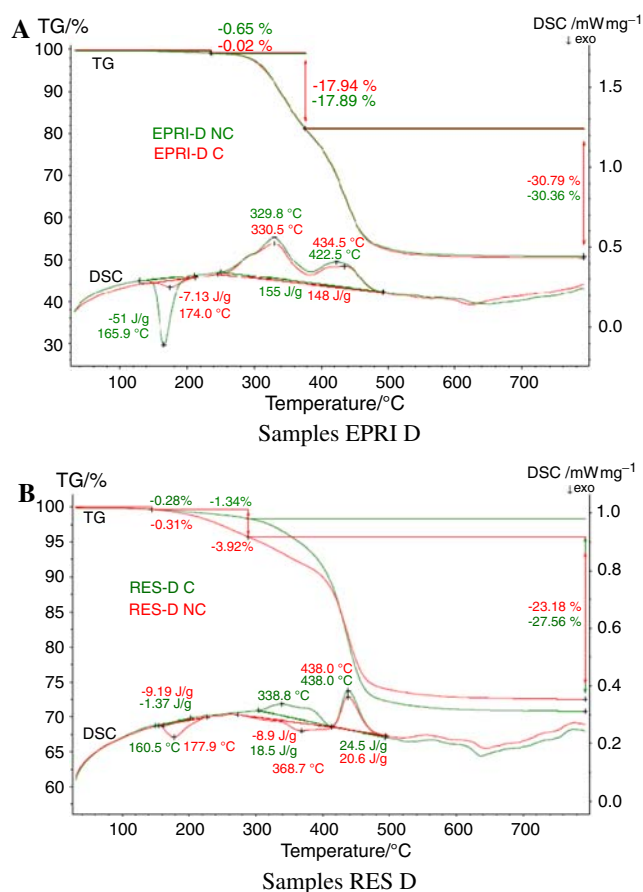 A
TG/%
DSC /mW mg⁻¹
↓exo
-0.65 %
-0.02 %
100
TG
1.5
90
-17.94 %
-17.89 %
80
EPRI-D NC
EPRI-D C
1.0
70
-30.79 %
-30.36 %
60
329.8 °C
330.5 °C
434.5 °C
422.5 °C
50
0.5
DSC
-7.13 J/g
174.0 °C
155 J/g
148 J/g
40
-51 J/g
165.9 °C
0.0
30
100 200 300 400 500 600 700
Temperature/°C
Samples EPRI D
B
TG/%
DSC /mW mg⁻¹
↓exo
-0.28% -1.34%
100
1.0
TG
-0.31%
95
-3.92%
90
0.8
RES-D C
RES-D NC
85
-23.18 %
-27.56 %
80
0.6
438.0 °C
438.0 °C
75
-9.19 J/g
-1.37 J/g
338.8 °C
0.4
70
DSC
160.5 °C 177.9 °C
-8.9 J/g
18.5 J/g
24.5 J/g
20.6 J/g
368.7 °C
65
0.2
60
0.0
100 200 300 400 500 600 700
Temperature/°C
Samples RES D